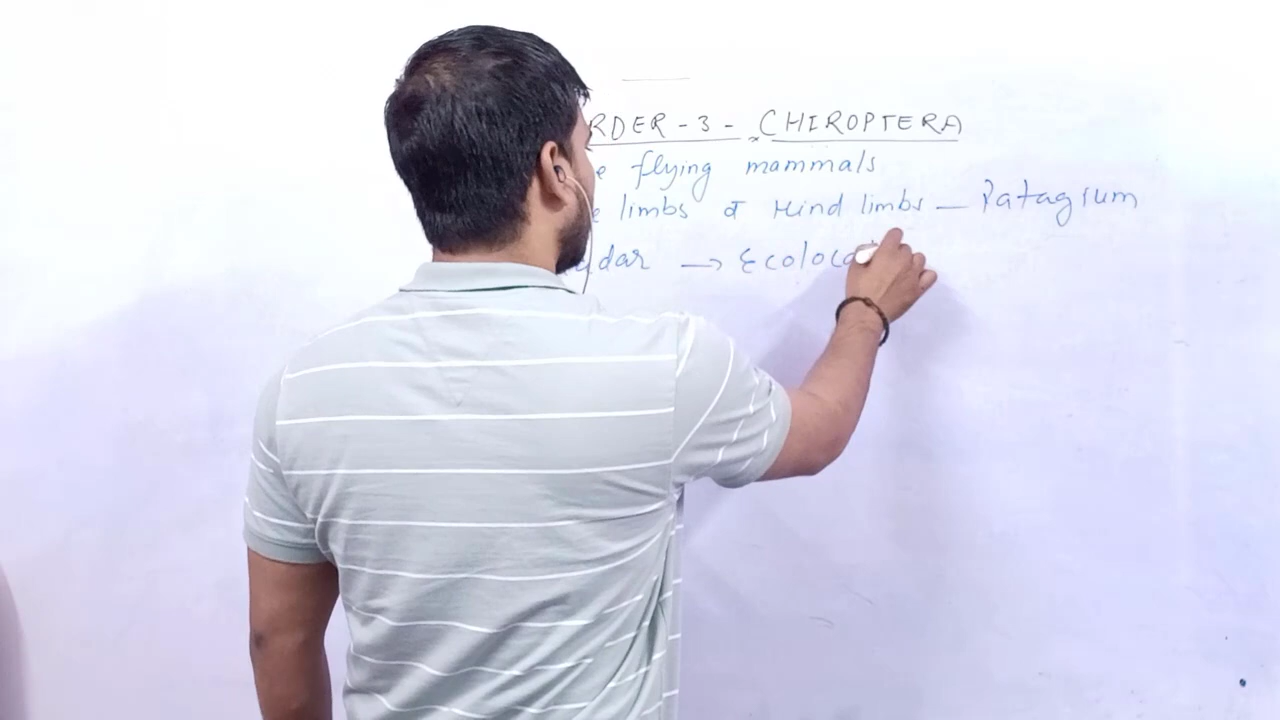 RDER - 3 - CHIROPTERA
e flying mammals
e limbs व Hind limbs — Patagium
dar → Ecoloca